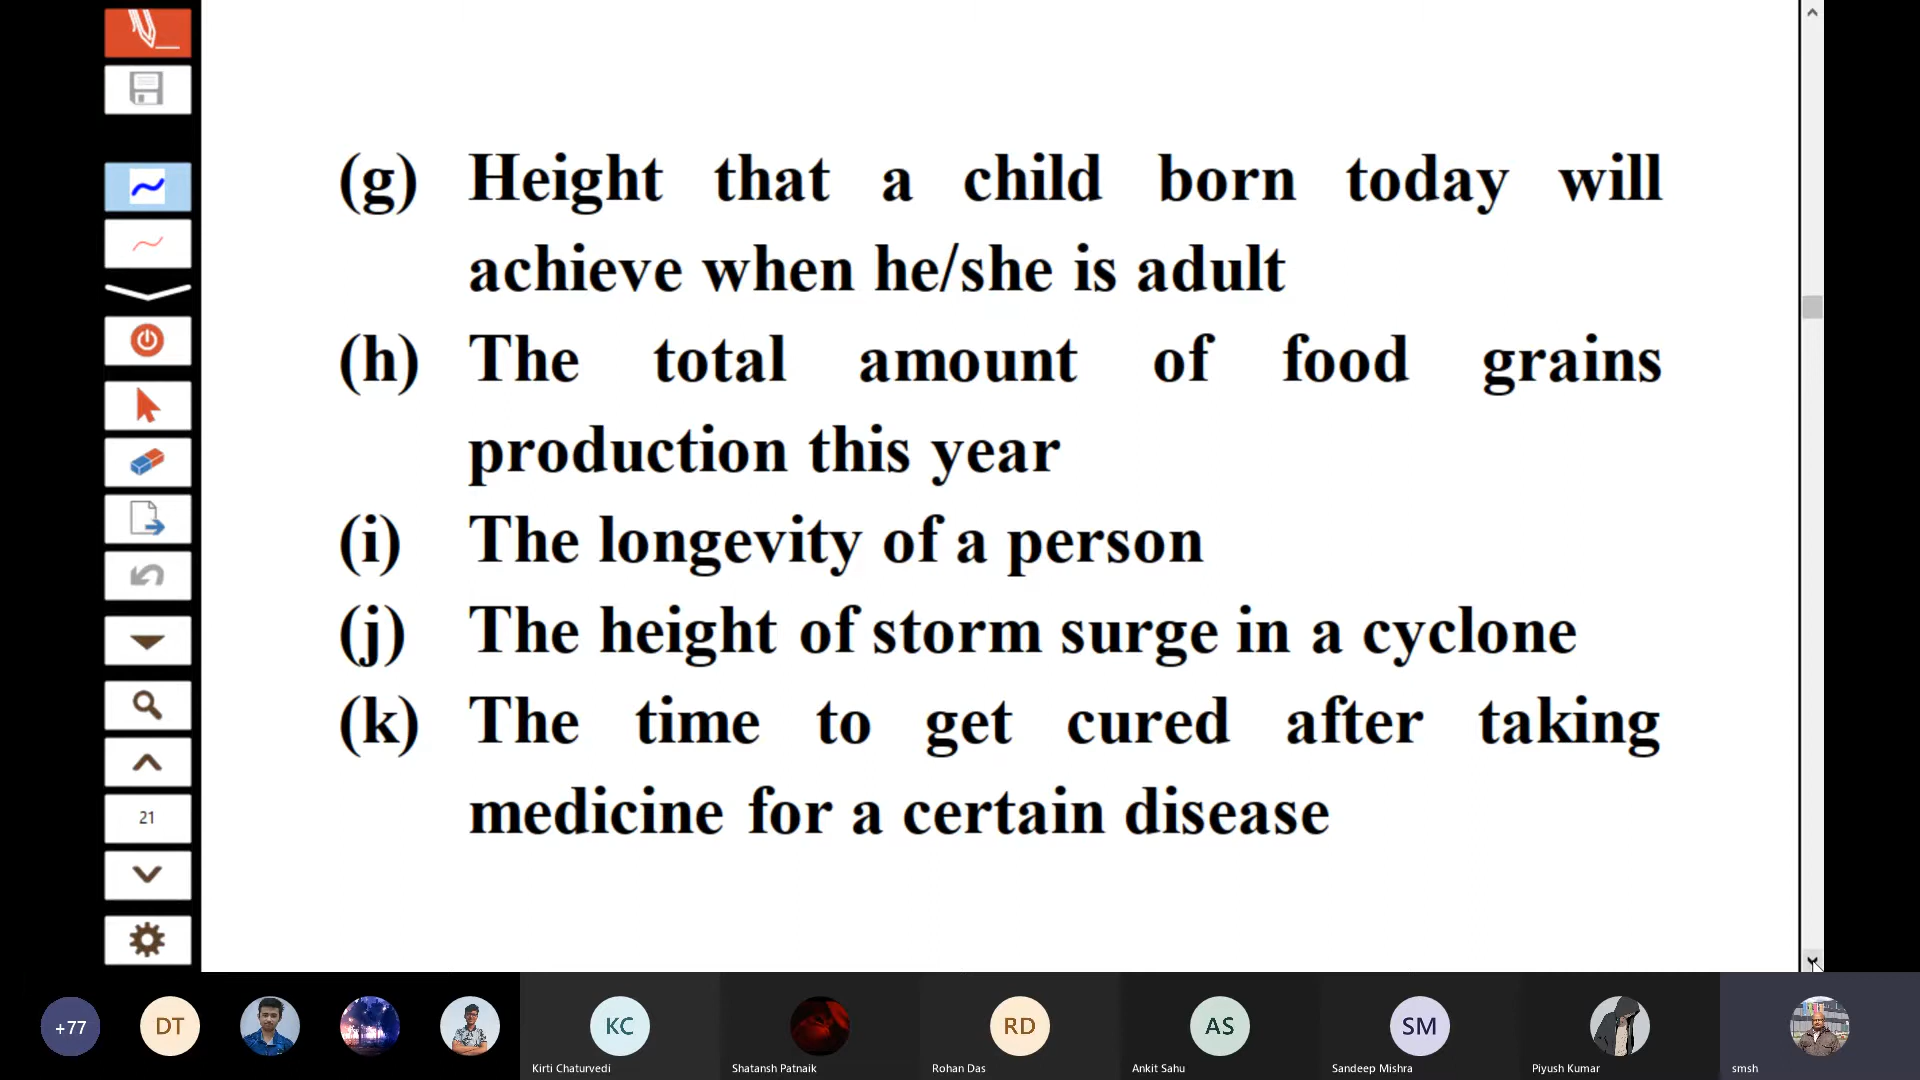 (g) Height that a child born today will
achieve when he/she is adult
(h) The total amount of food grains
production this year
(i) The longevity of a person
(j) The height of storm surge in a cyclone
(k) The time to get cured after taking
medicine for a certain disease
21
+77
DT
KC
RD
AS
SM
Kirti Chaturvedi
Shatansh Patnaik
Rohan Das
Ankit Sahu
Sandeep Mishra
Piyush Kumar
smsh